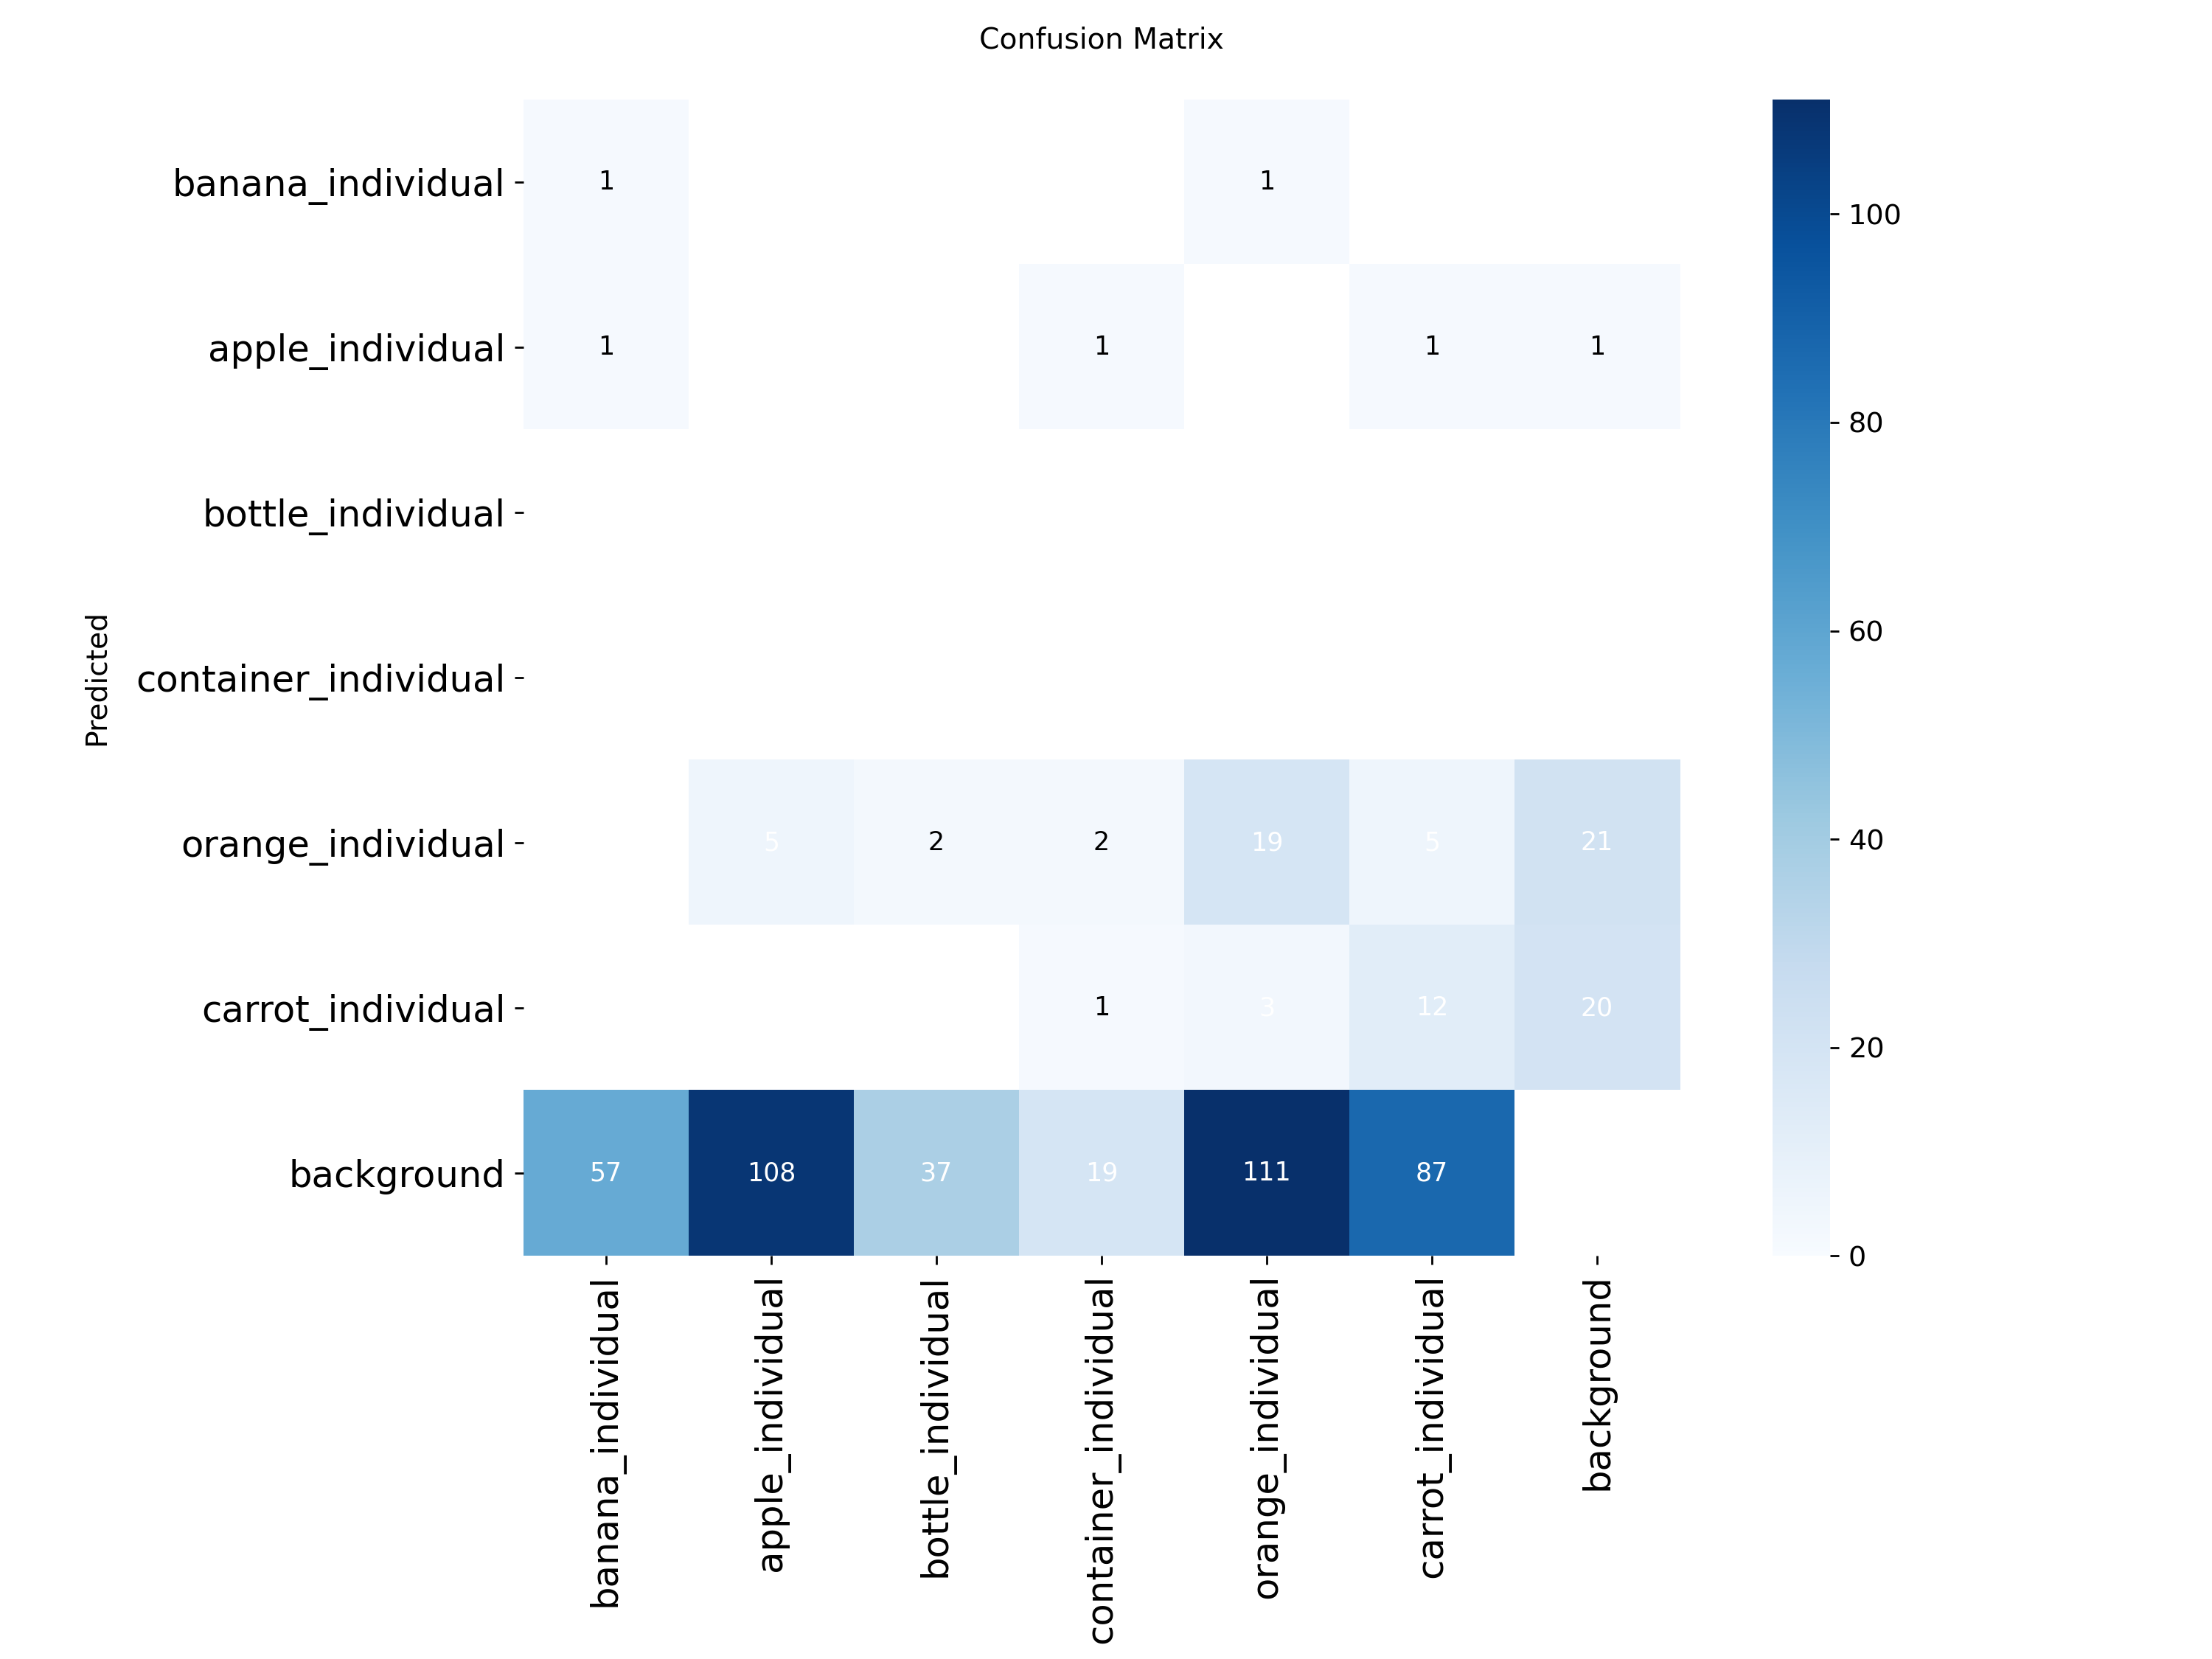 Confusion Matrix
banana_individual 1 1
100
apple_individual 1 1 1 1
80
bottle_individual
60
Predicted
container_individual
orange_individual 5 2 2 19 5 21
40
carrot_individual 1 3 12 20
20
background 57 108 37 19 111 87
0
banana_individual
apple_individual
bottle_individual
container_individual
orange_individual
carrot_individual
background